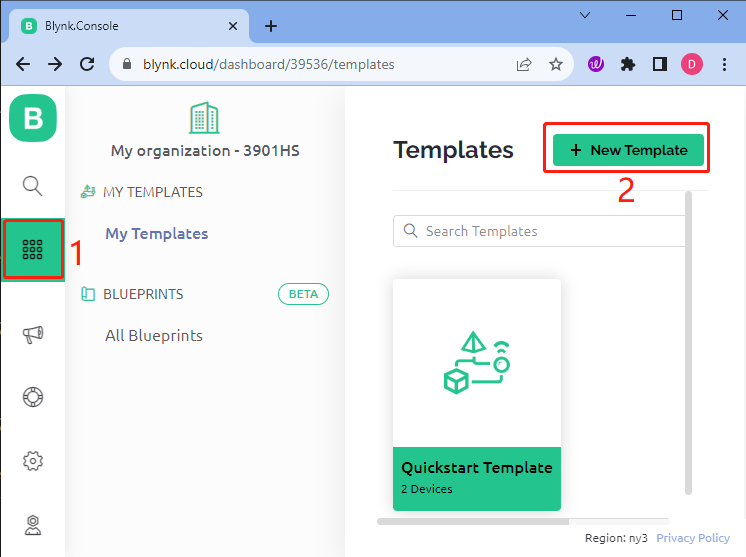 B Blynk.Console
blynk.cloud/dashboard/39536/templates
D
B
My organization - 3901HS
MY TEMPLATES
My Templates
BLUEPRINTS BETA
All Blueprints
1
Templates
+ New Template
2
Search Templates
Quickstart Template
2 Devices
Region: ny3 Privacy Policy